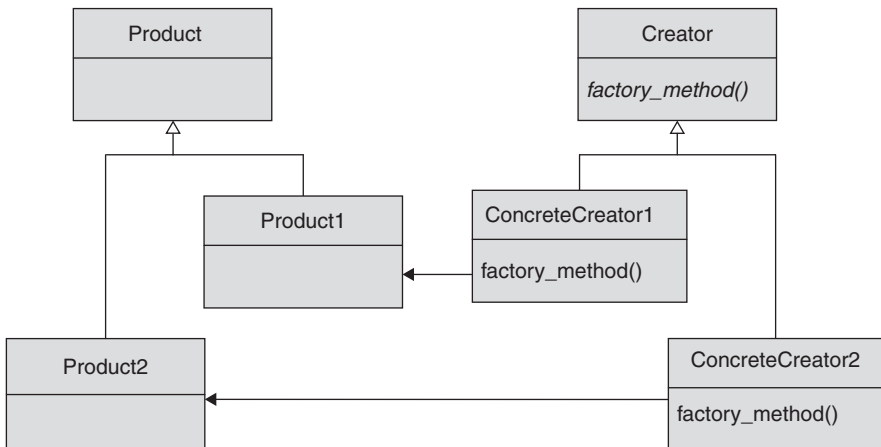 Product
Creator
factory_method()
Product1
ConcreteCreator1
factory_method()
Product2
ConcreteCreator2
factory_method()